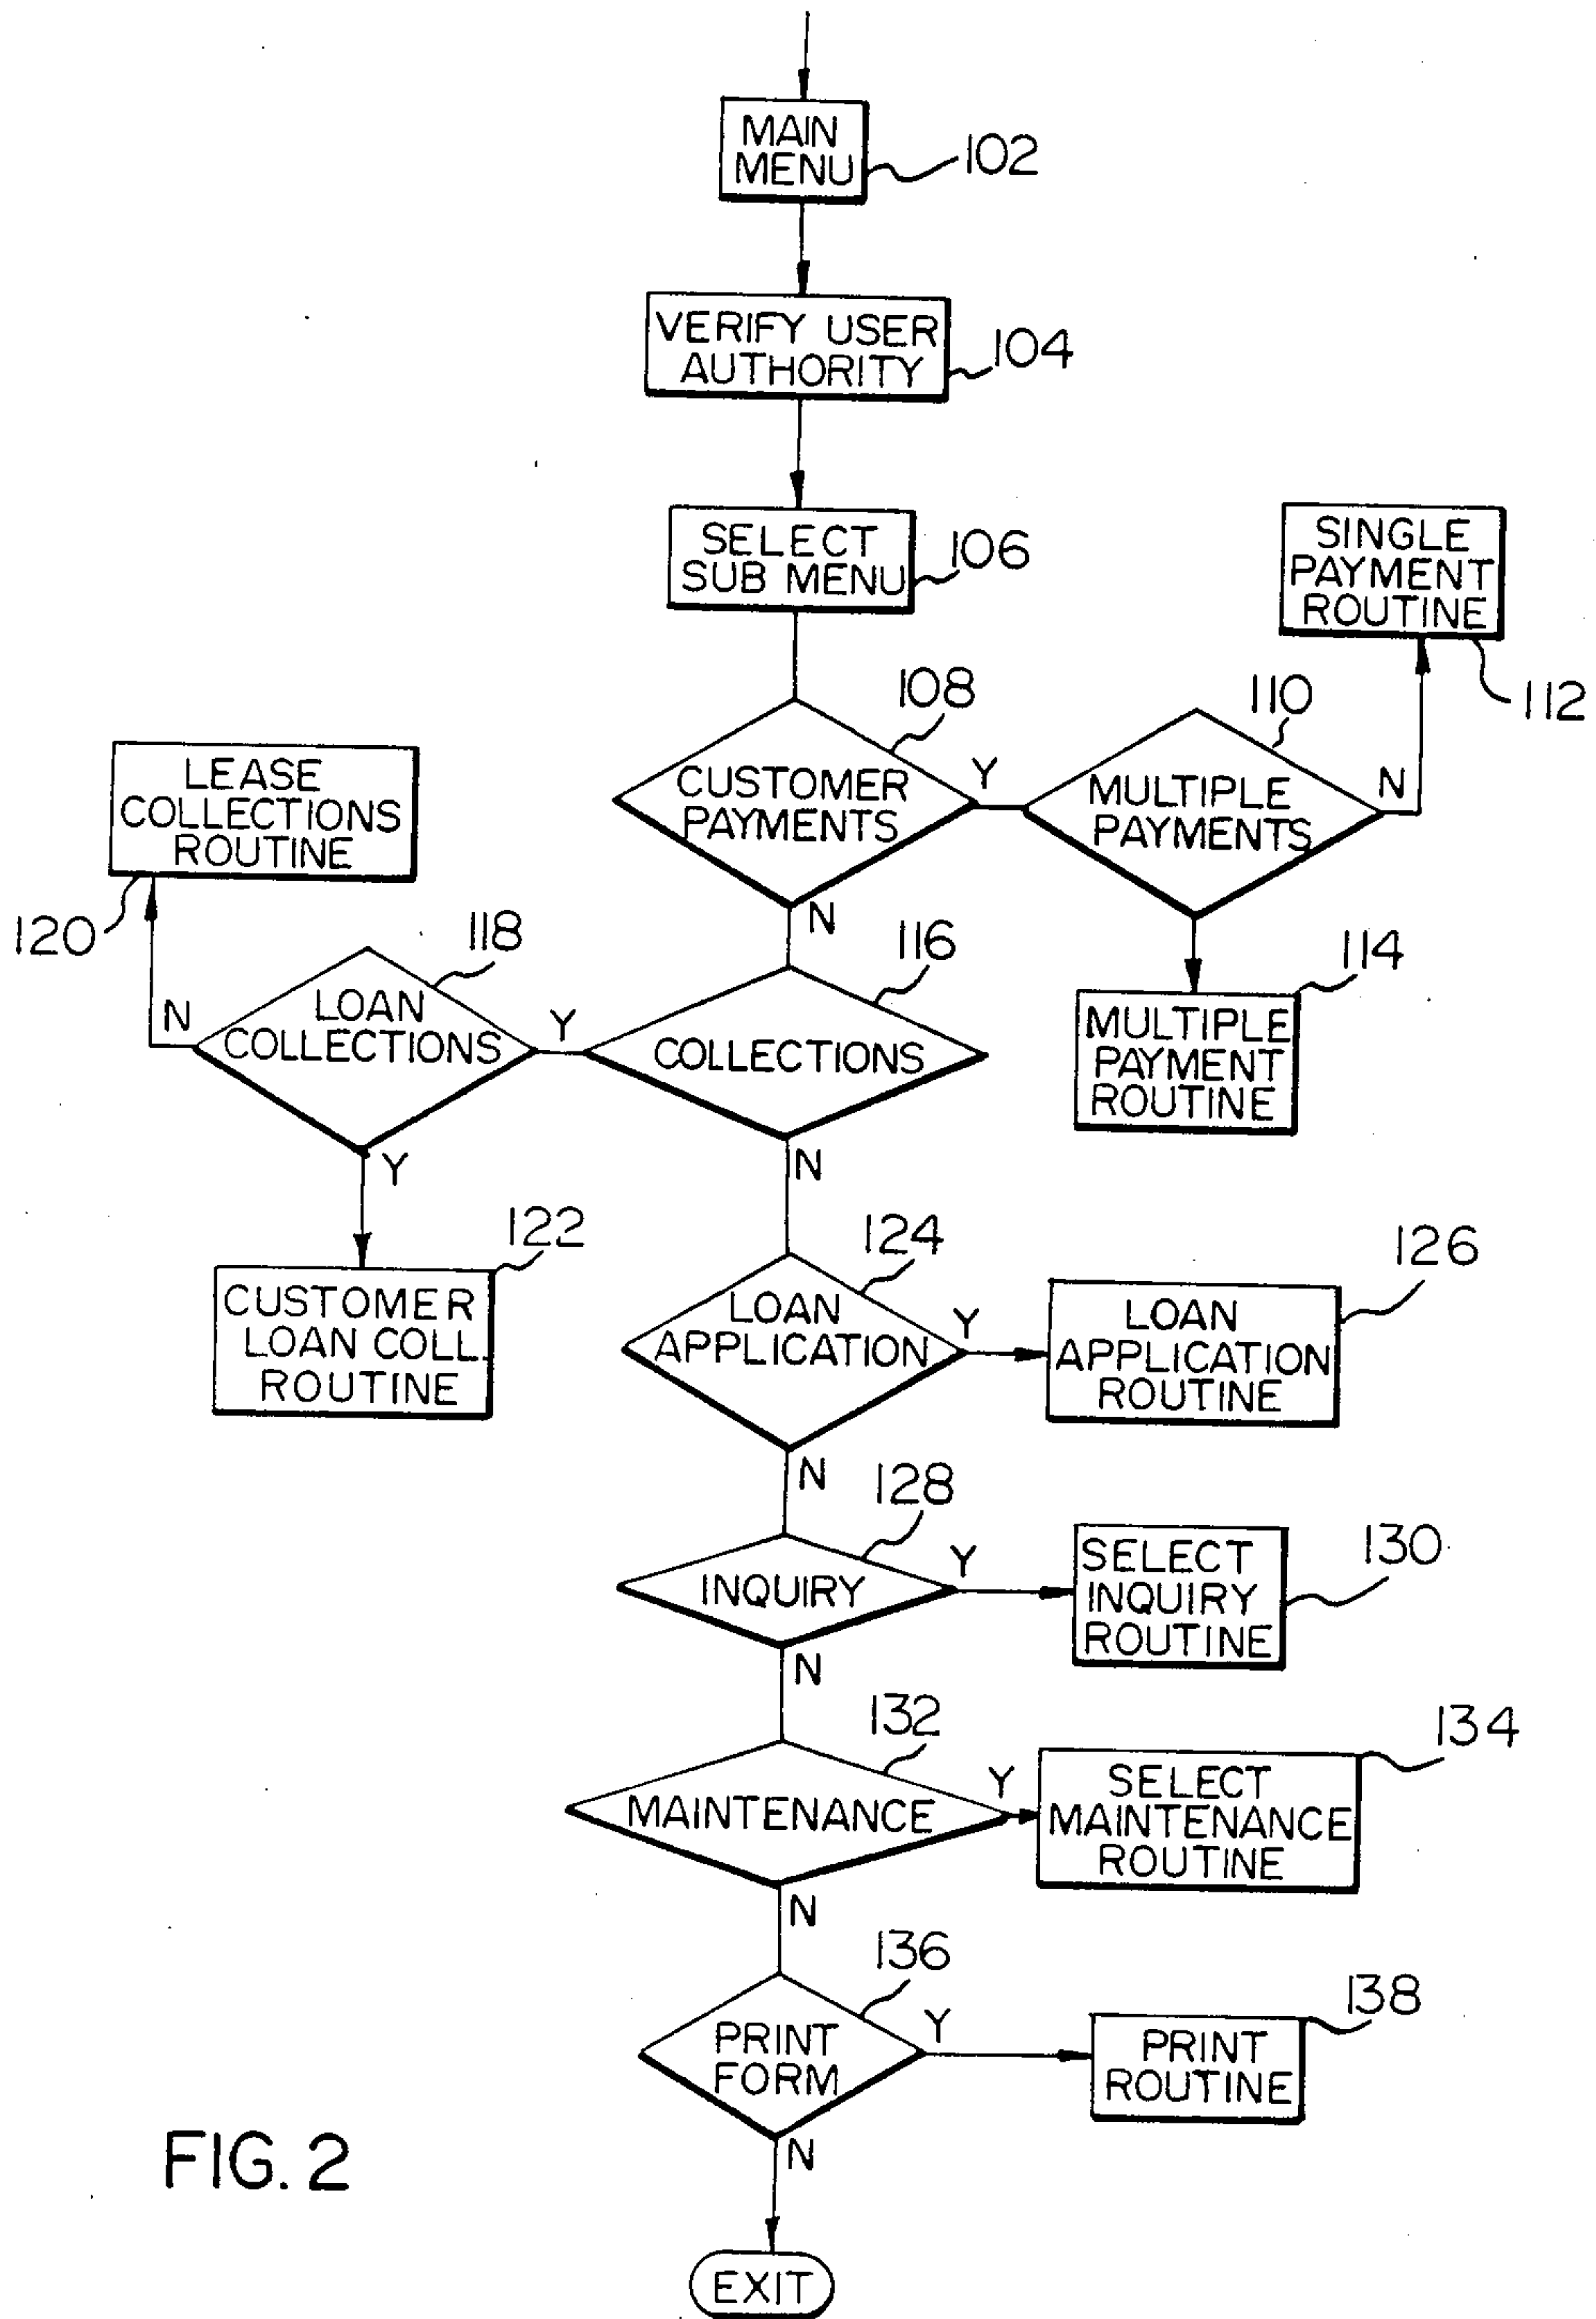 MAIN
MENU
102
VERIFY USER
AUTHORITY
104
SELECT
SUB MENU
106
SINGLE
PAYMENT
ROUTINE
112
108
CUSTOMER
PAYMENTS
Y
N
110
MULTIPLE
PAYMENTS
N
114
MULTIPLE
PAYMENT
ROUTINE
LEASE
COLLECTIONS
ROUTINE
120
118
LOAN
COLLECTIONS
N
Y
116
COLLECTIONS
Y
N
122
CUSTOMER
LOAN COLL.
ROUTINE
124
LOAN
APPLICATION
Y
N
126
LOAN
APPLICATION
ROUTINE
128
INQUIRY
Y
N
130
SELECT
INQUIRY
ROUTINE
132
MAINTENANCE
Y
N
134
SELECT
MAINTENANCE
ROUTINE
136
PRINT
FORM
Y
N
138
PRINT
ROUTINE
EXIT
FIG. 2